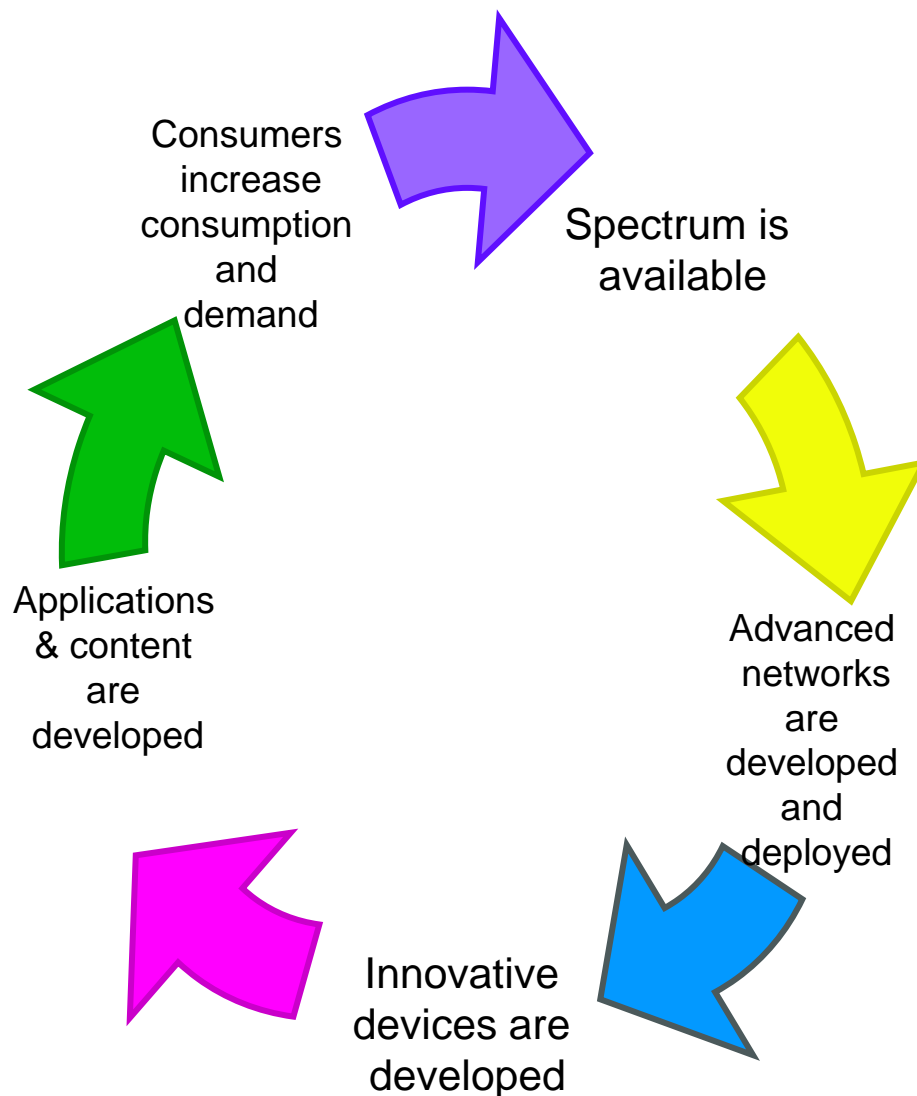 Consumers
increase
consumption
and
demand
Spectrum is
available
Advanced
networks
are
developed
and
deployed
Innovative
devices are
developed
Applications
& content
are
developed